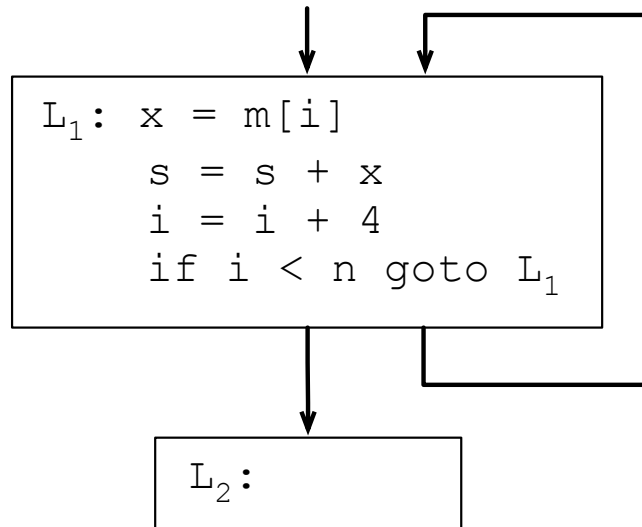 L₁: x = m[i]
s = s + x
i = i + 4
if i < n goto L₁
L₂: